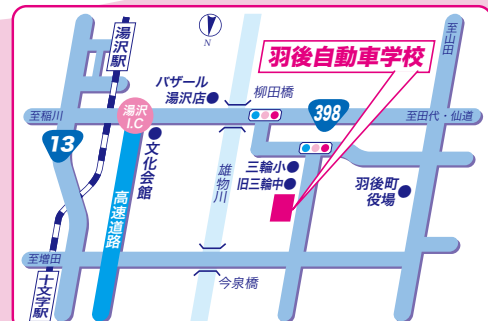 湯沢駅
至稲川
13
湯沢
I.C
高速道路
バザール
湯沢店
文化会館
N
柳田橋
雄物川
398
羽後自動車学校
至山田
至田代・仙道
三輪小
旧三輪中
羽後町
役場
至増田
十文字駅
今泉橋